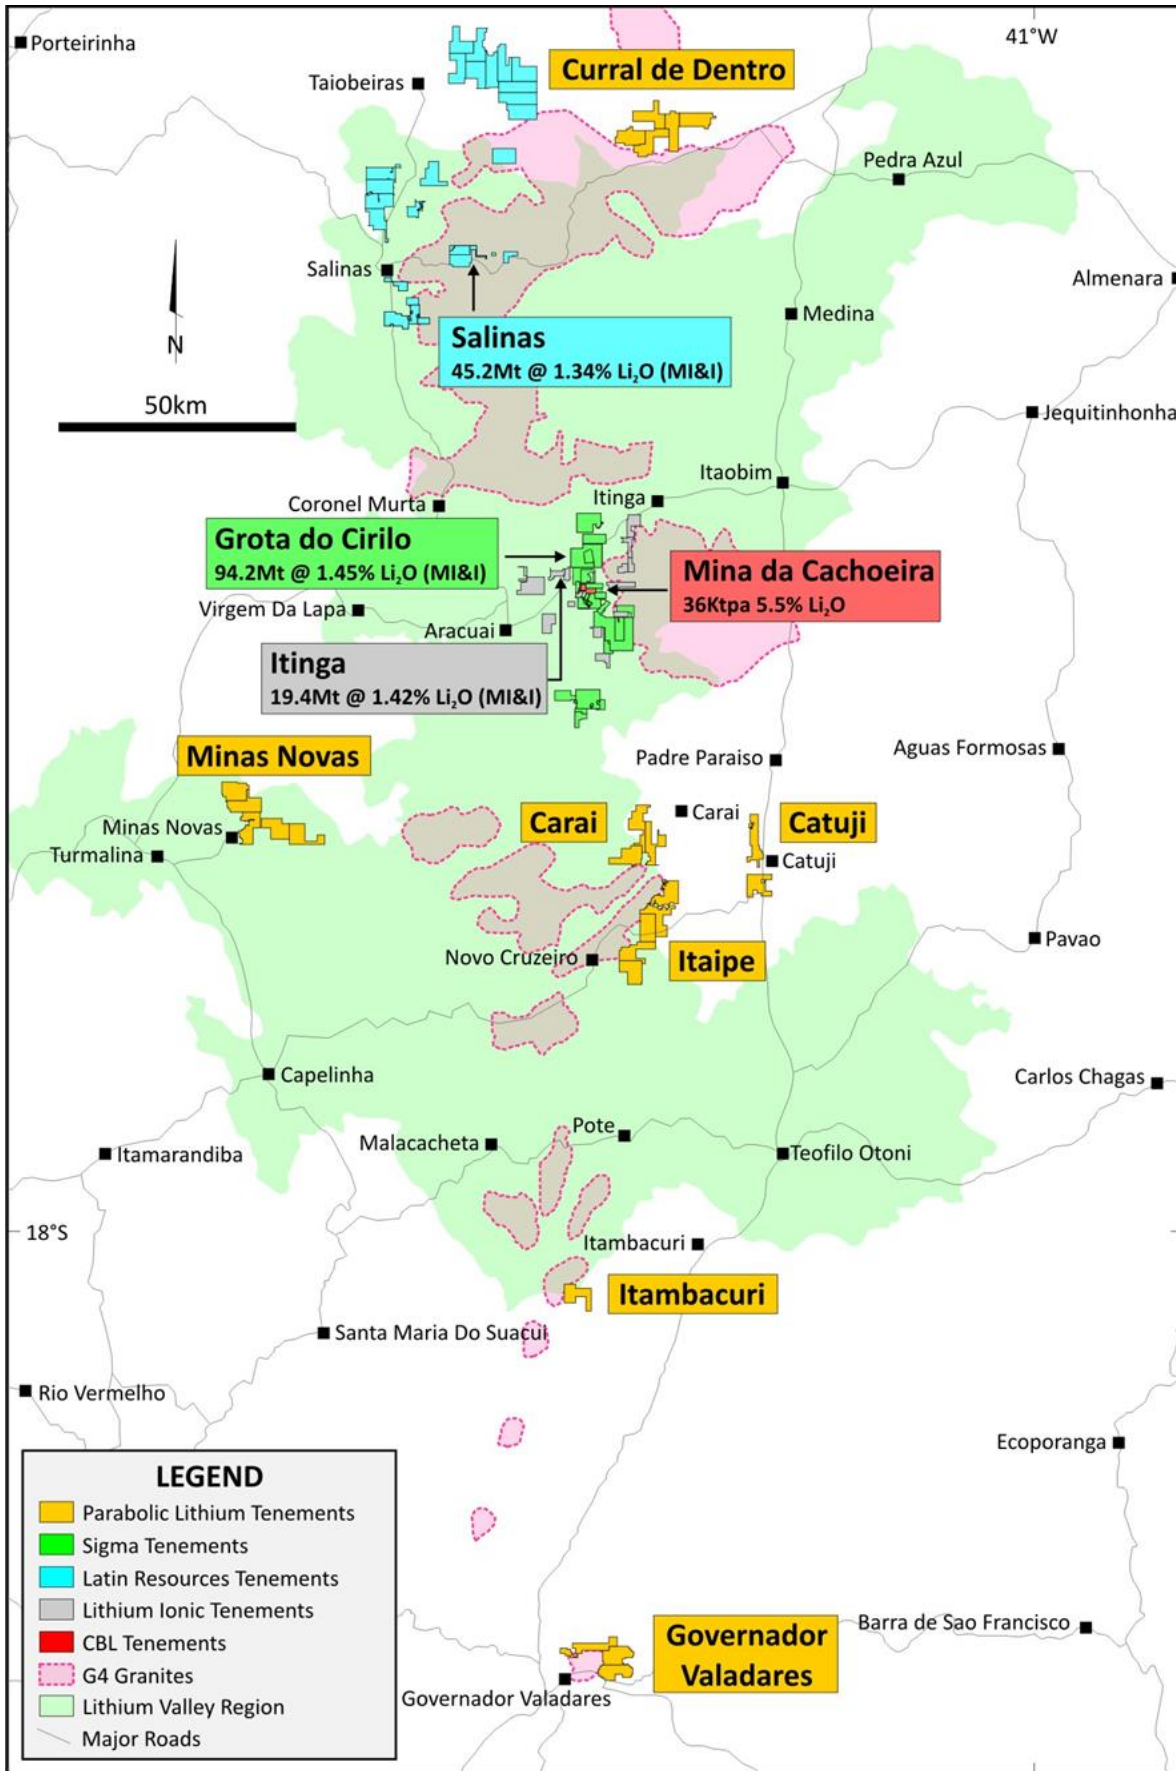 Porteirinha
41°W
Taiobeiras
Curral de Dentro
Pedra Azul
Salinas
Almenara
Medina
N
Salinas
45.2Mt @ 1.34% Li₂O (MI&I)
50km
Jequitinhonha
Itaobim
Itinga
Coronel Murta
Grota do Cirilo
94.2Mt @ 1.45% Li₂O (MI&I)
Mina da Cachoeira
36Ktpa 5.5% Li₂O
Virgem Da Lapa
Aracuai
Itinga
19.4Mt @ 1.42% Li₂O (MI&I)
Minas Novas
Padre Paraiso
Aguas Formosas
Carai
Carai
Catuji
Minas Novas
Turmalina
Catuji
Pavao
Novo Cruzeiro
Itaipe
Capelinha
Carlos Chagas
Malacacheta
Pote
Teofilo Otoni
Itamarandiba
18°S
Itambacuri
Itambacuri
Santa Maria Do Suacui
Rio Vermelho
Ecoporanga
LEGEND
Parabolic Lithium Tenements
Sigma Tenements
Latin Resources Tenements
Lithium Ionic Tenements
CBL Tenements
G4 Granites
Lithium Valley Region
Major Roads
Barra de Sao Francisco
Governador
Valadares
Governador Valadares